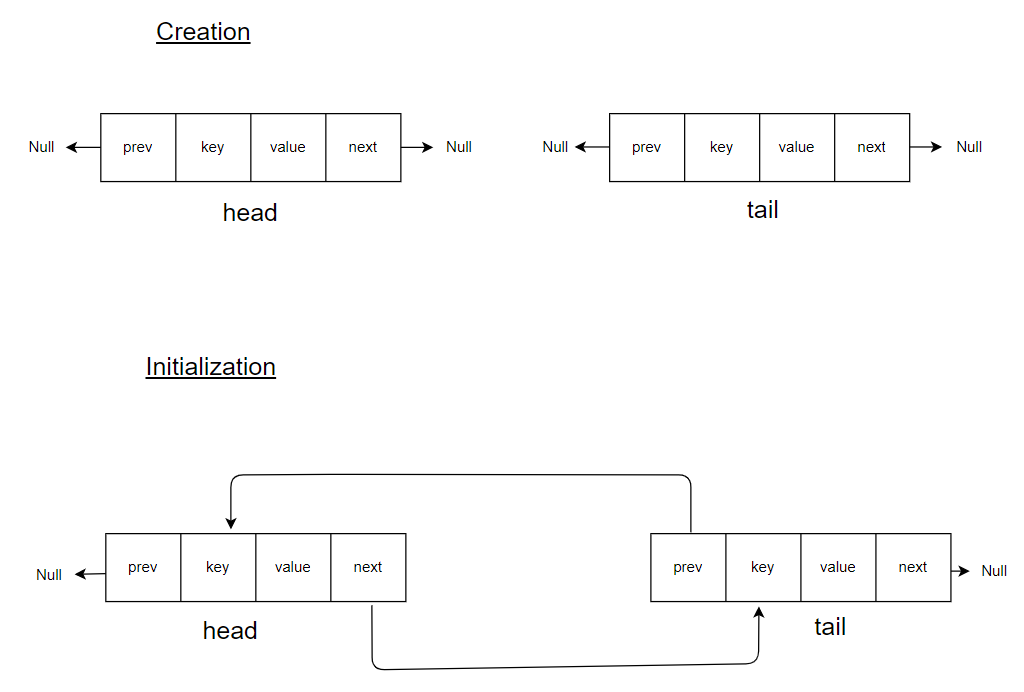 Creation
Null prev key value next Null Null prev key value next Null
head tail
Initialization
Null prev key value next prev key value next Null
head tail